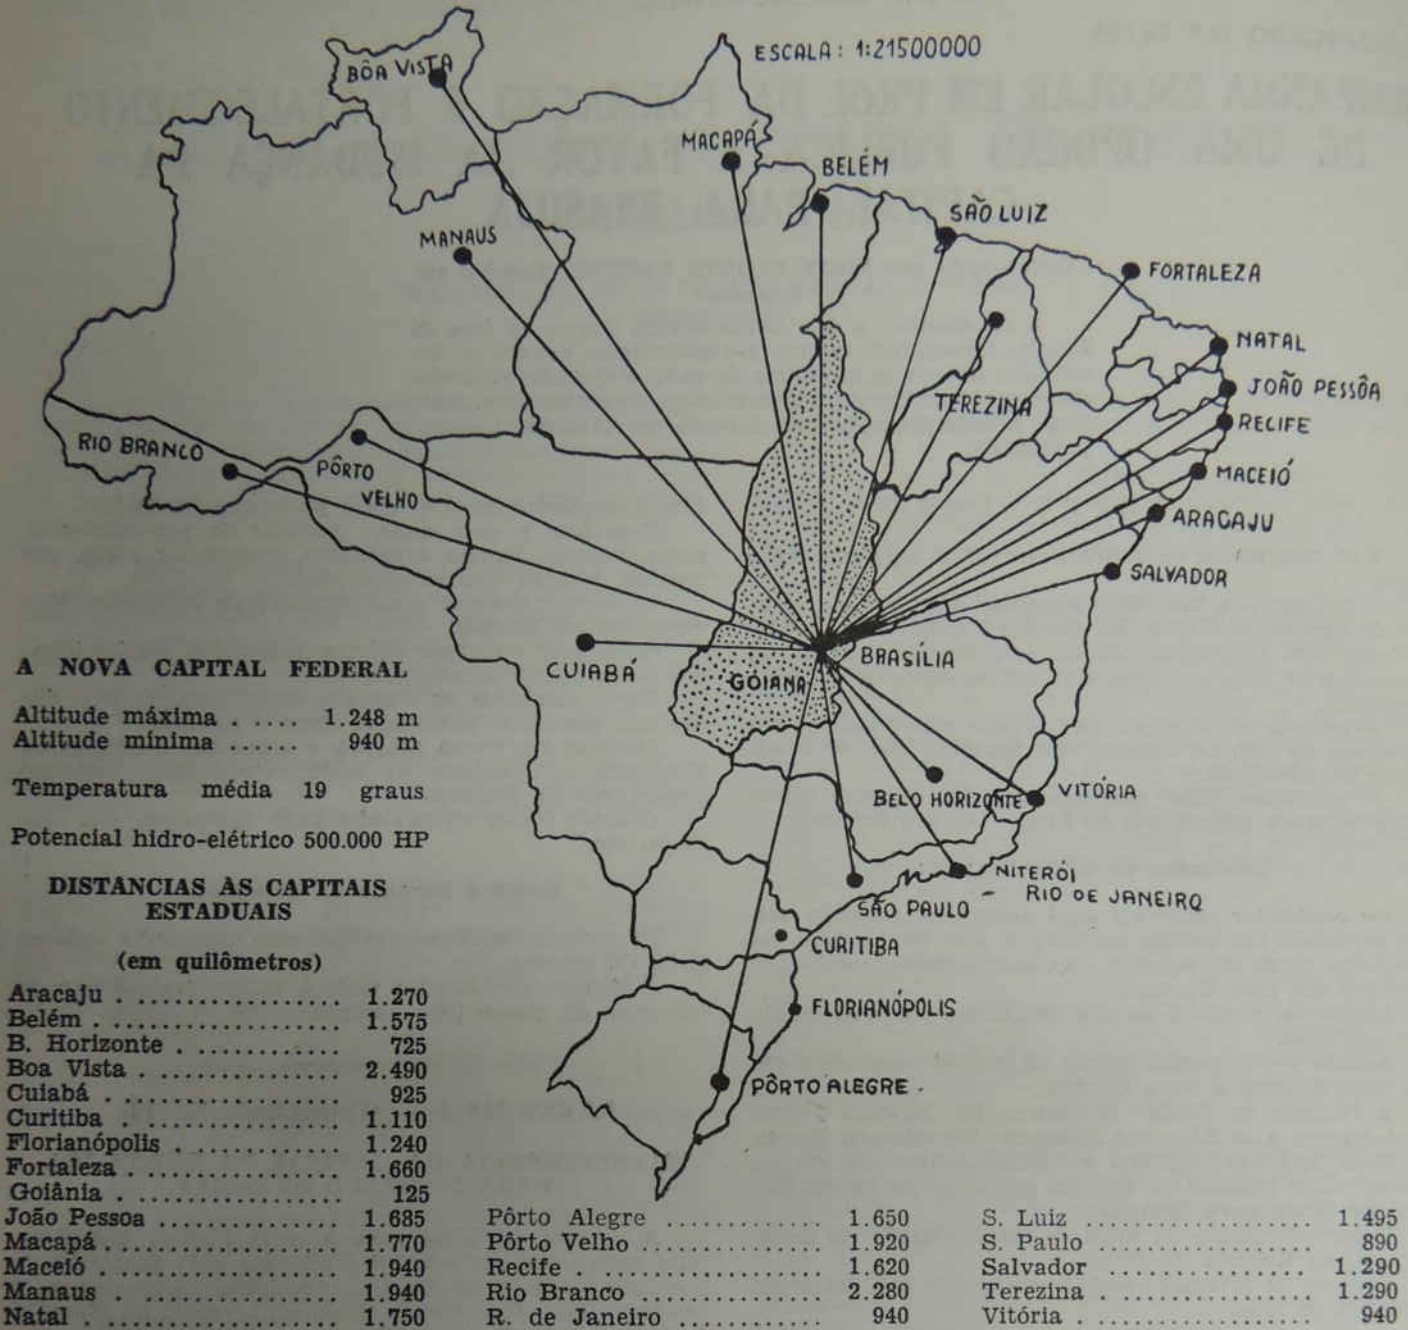 ESCALA: 1:21500000
BÔA VISTA
MACAPÁ
BELÉM
SÃO LUIZ
MANAUS
FORTALEZA
NATAL
JOÃO PESSÔA
TEREZINA
RECIFE
RIO BRANCO
PÔRTO
VELHO
MACEIÓ
ARACAJU
SALVADOR
BRASÍLIA
CUIABÁ
GOIANA
VITÓRIA
BELO HORIZONTE
NITERÓI
- RIO DE JANEIRO
SÃO PAULO
CURITIBA
FLORIANÓPOLIS
PÔRTO ALEGRE.
A NOVA CAPITAL FEDERAL
Altitude máxima . .... 1.248 m
Altitude mínima ...... 940 m
Temperatura média 19 graus
Potencial hidro-elétrico 500.000 HP
DISTANCIAS ÀS CAPITAIS
ESTADUAIS
(em quilômetros)
Aracaju . ................. 1.270
Belém . ................... 1.575
B. Horizonte . ............ 725
Boa Vista . ............... 2.490
Cuiabá . .................. 925
Curitiba . ................ 1.110
Florianópolis . ........... 1.240
Fortaleza . ............... 1.660
Goiânia . ................. 125
João Pessoa ............... 1.685
Macapá .................... 1.770
Maceió . .................. 1.940
Manaus . .................. 1.940
Natal . ................... 1.750
Pôrto Alegre .............. 1.650
Pôrto Velho ............... 1.920
Recife . .................. 1.620
Rio Branco ................ 2.280
R. de Janeiro ............. 940
S. Luiz ................... 1.495
S. Paulo .................. 890
Salvador .................. 1.290
Terezina . ................ 1.290
Vitória . ................. 940